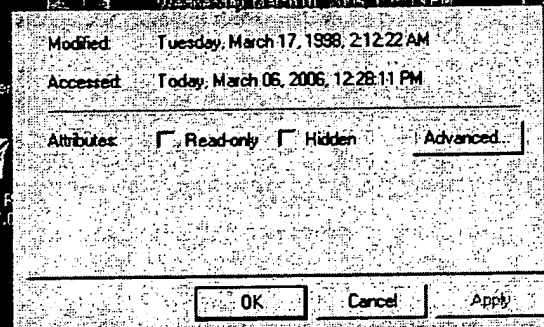 Modified: Tuesday, March 17, 1998, 2:12:22 AM
Accessed: Today, March 06, 2006, 12:28:11 PM
Attributes: Read-only Hidden Advanced...
OK Cancel Apply